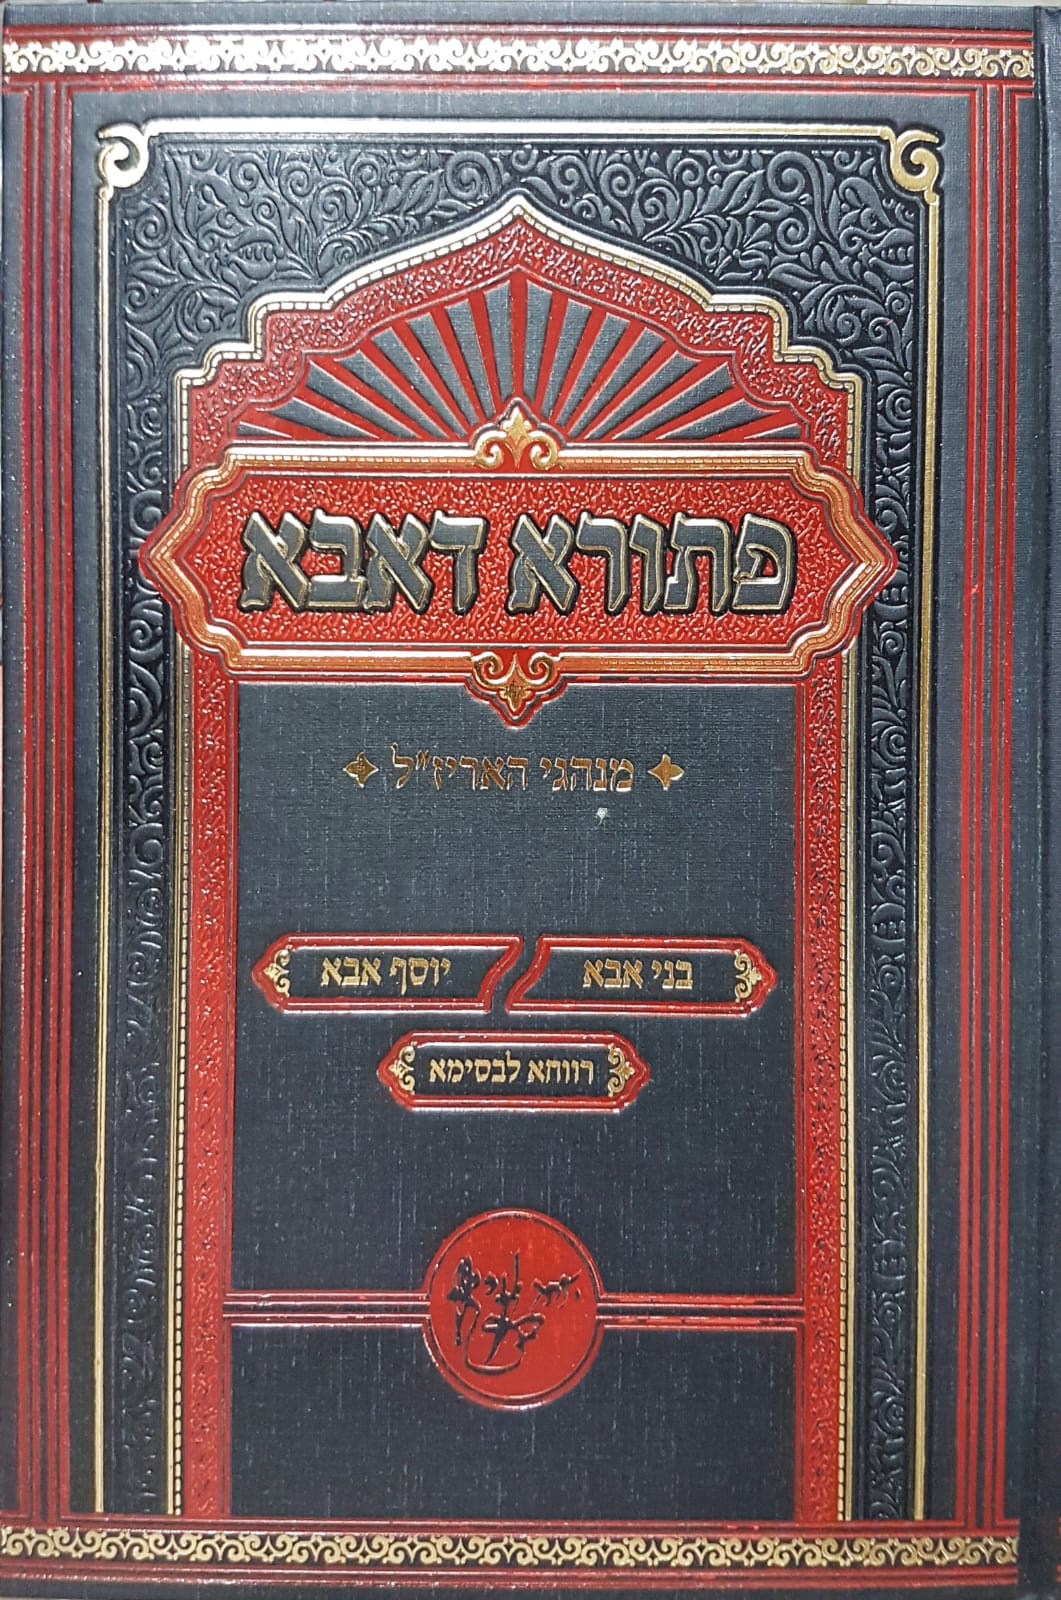 פתורא דאבא
מנהגי האריז"ל
בני אבא
יוסף אבא
רווחא לבסימא